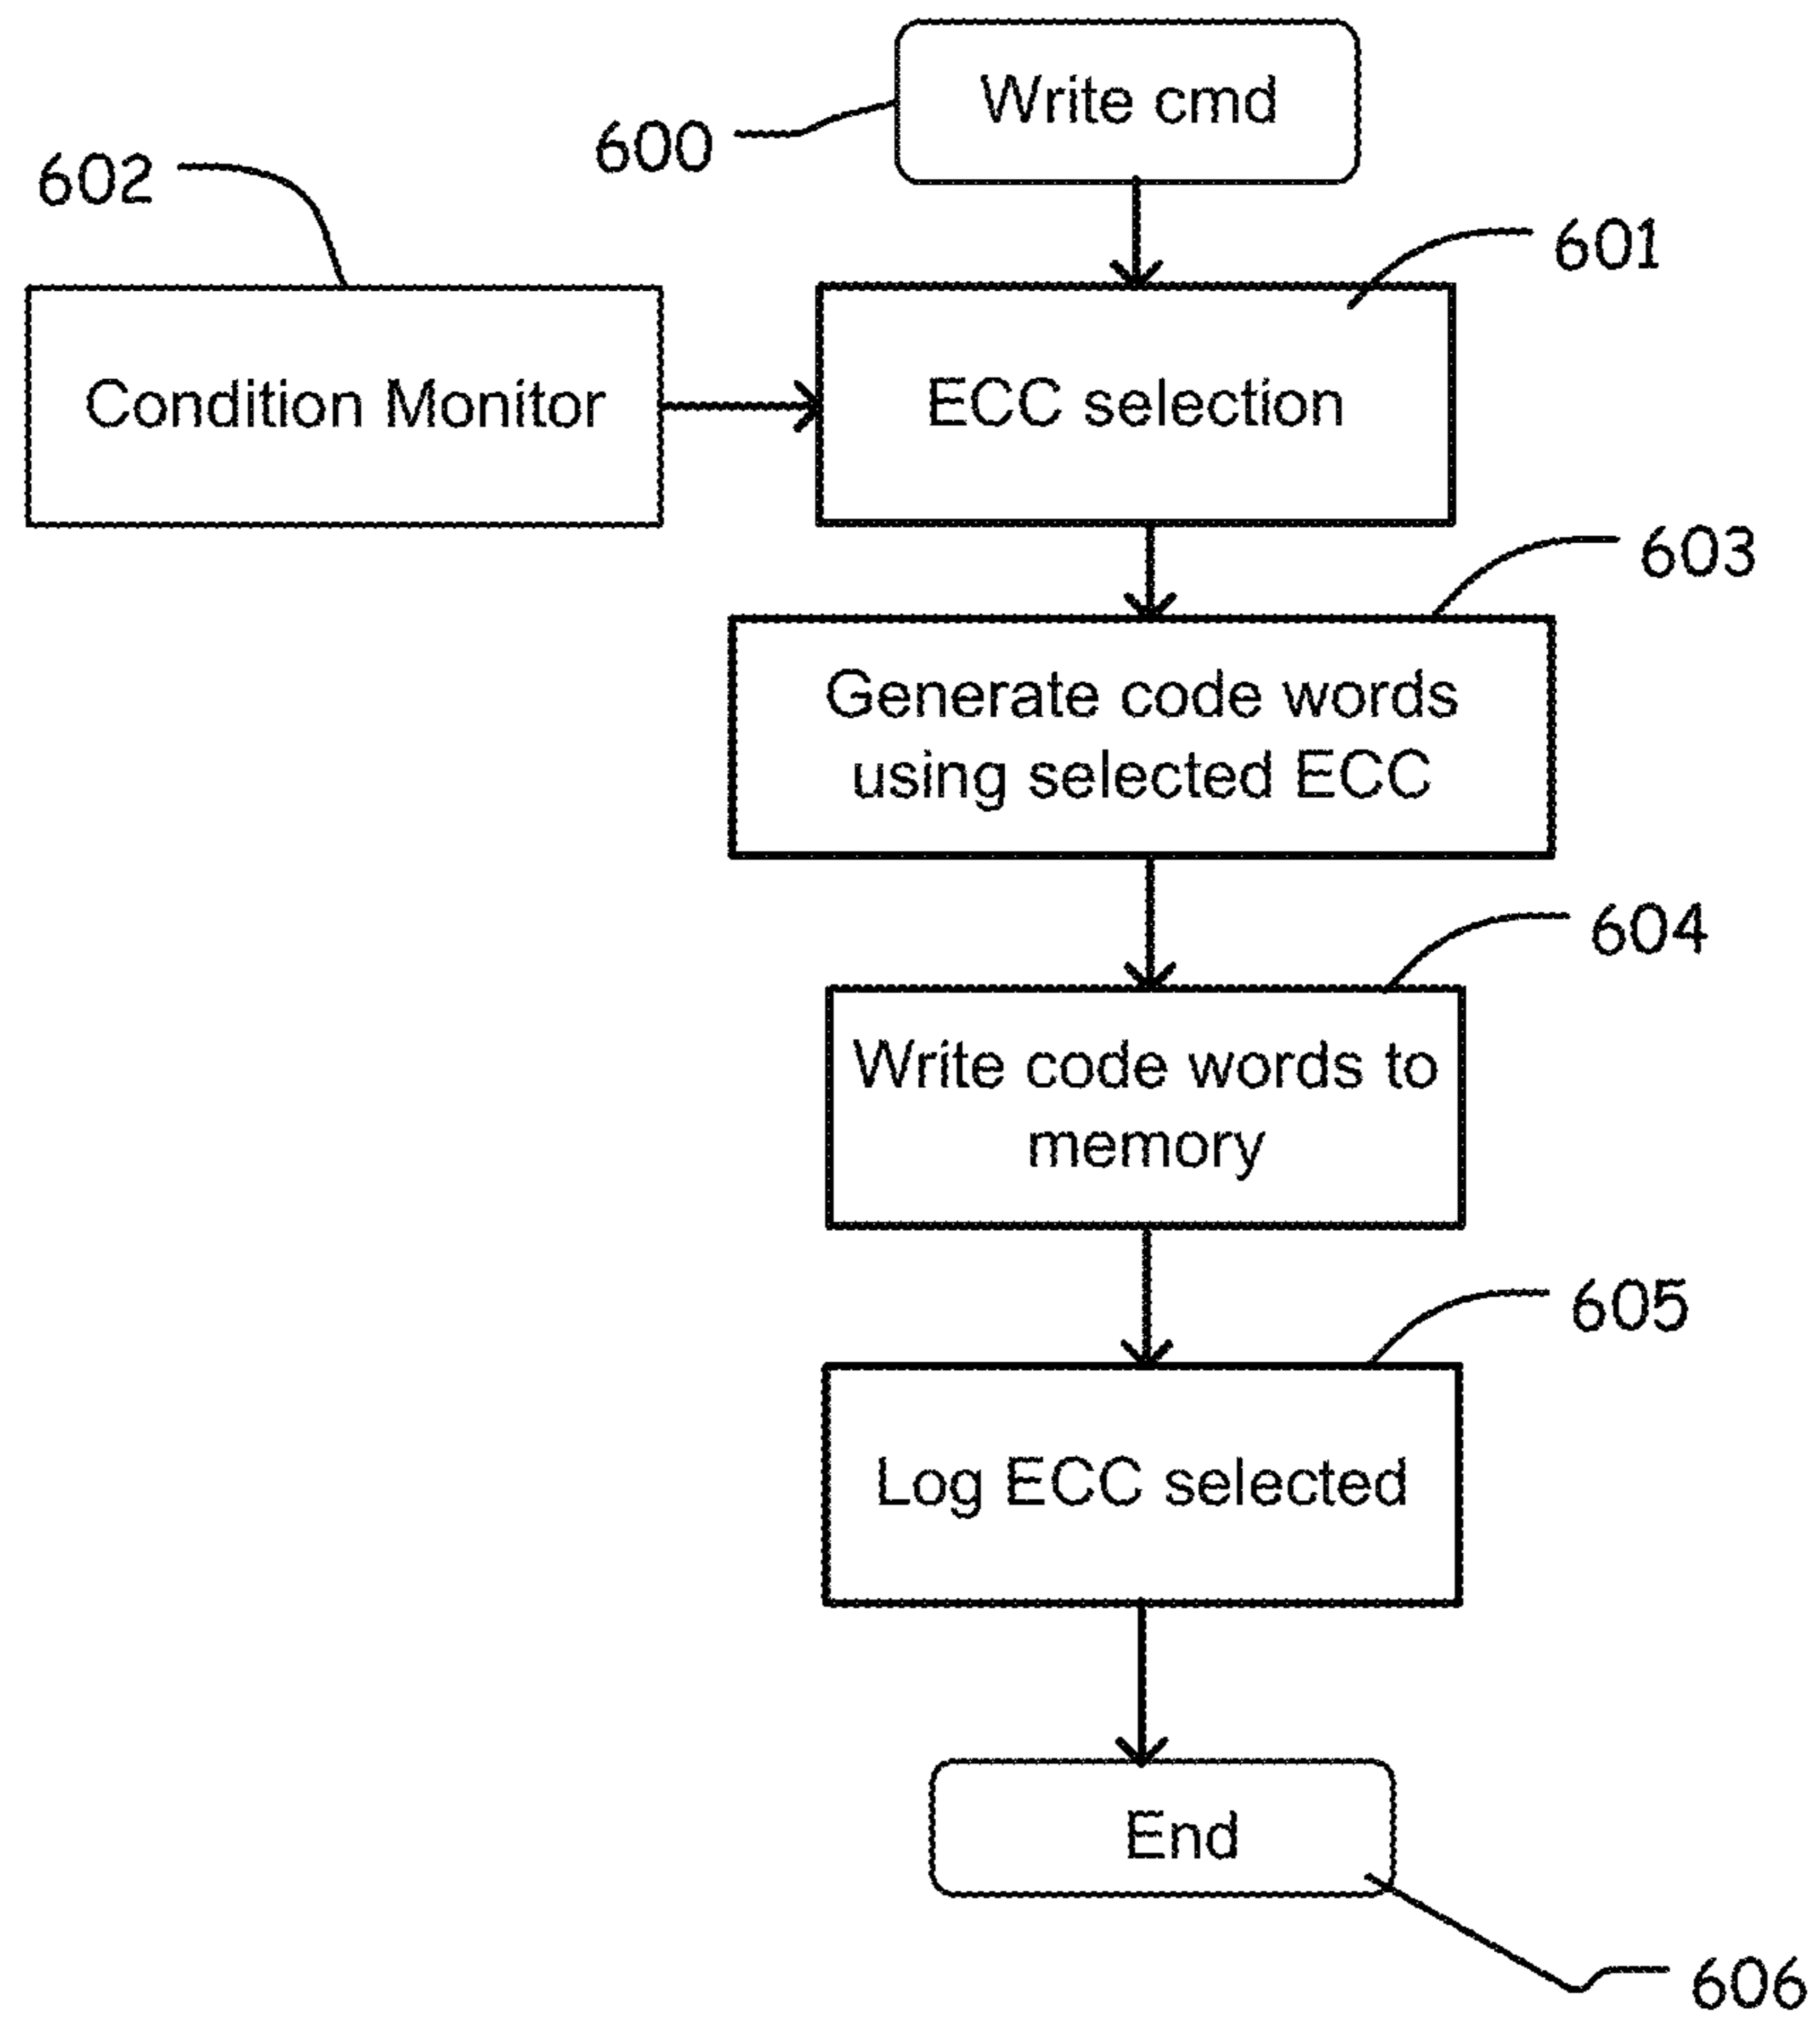 Write cmd
600
602
601
Condition Monitor
ECC selection
603
Generate code words
using selected ECC
604
Write code words to
memory
605
Log ECC selected
End
606